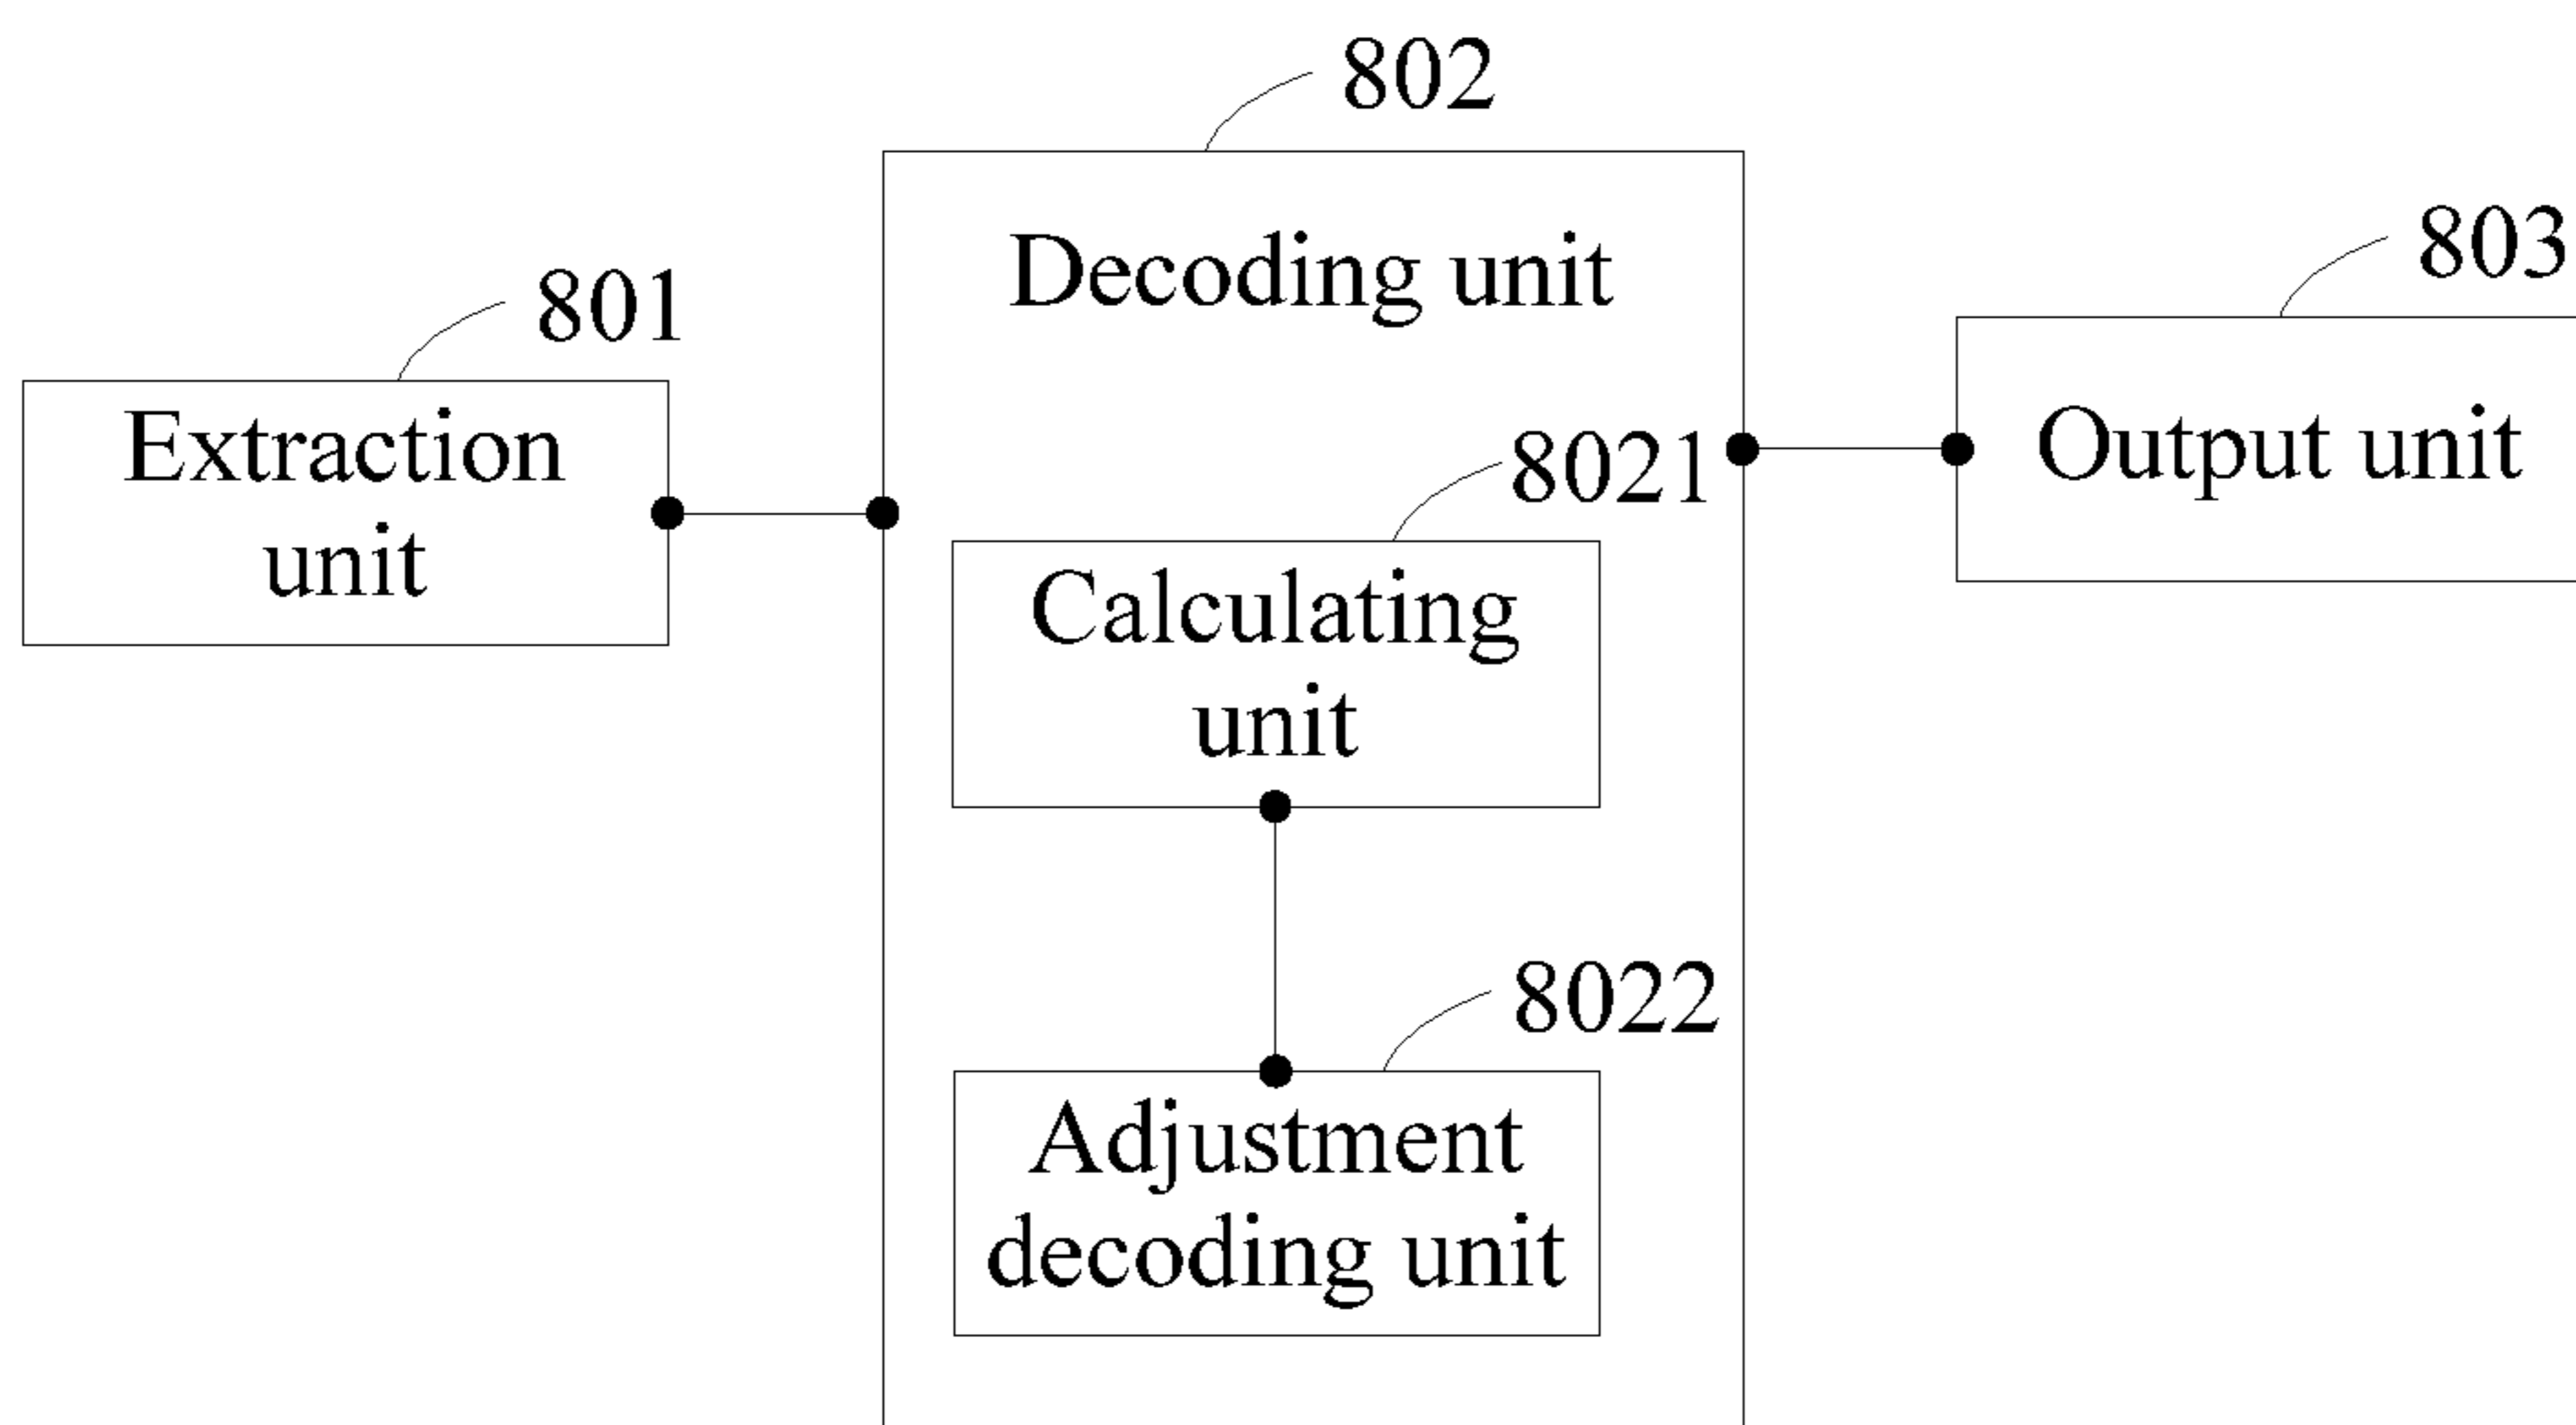 802
Decoding unit
801
Extraction
unit
803
Output unit
8021
Calculating
unit
8022
Adjustment
decoding unit